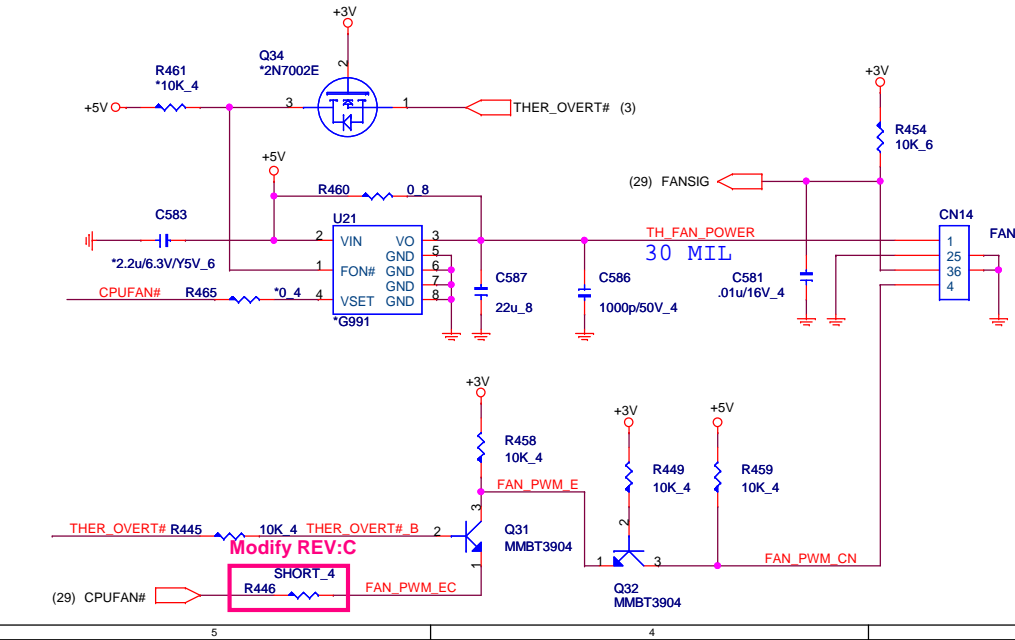 +3V
Q34
*2N7002E
2
3
1
R461
*10K_4
+5V
THER_OVERT# (3)
+3V
R454
10K_6
(29) FANSIG
+5V
R460 0_8
C583
*2.2u/6.3V/Y5V_6
U21
2 VIN VO 3
GND 5
1 FON# GND 6
GND 7
4 VSET GND 8
*G991
CPUFAN# R465 *0_4
C587
22u_8
C586
1000p/50V_4
TH_FAN_POWER
30 MIL
C581
.01u/16V_4
CN14
FAN
1
25
36
4
+3V
R458
10K_4
FAN_PWM_E
+3V
R449
10K_4
+5V
R459
10K_4
THER_OVERT# R445 10K_4 THER_OVERT#_B 2
3
1
Q31
MMBT3904
Modify REV:C
SHORT_4
R446
(29) CPUFAN#
FAN_PWM_EC
2
1
3
Q32
MMBT3904
FAN_PWM_CN
5
4